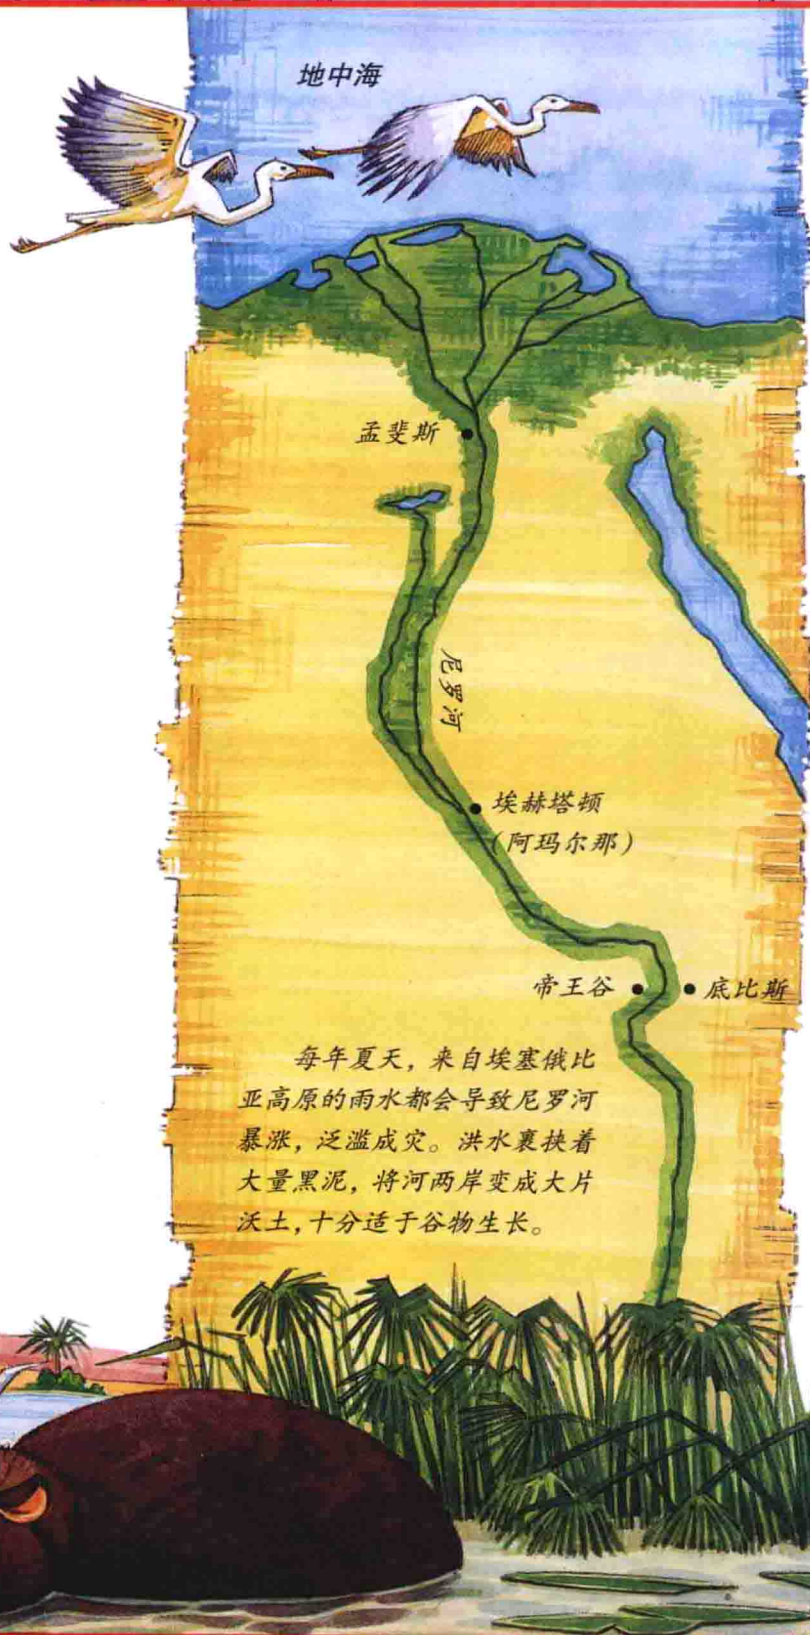 地中海
孟斐斯
尼罗河
埃赫塔顿
（阿玛尔那）
帝王谷
底比斯
每年夏天，来自埃塞俄比
亚高原的雨水都会导致尼罗河
暴涨，泛滥成灾。洪水裹挟着
大量黑泥，将河两岸变成大片
沃土，十分适于谷物生长。